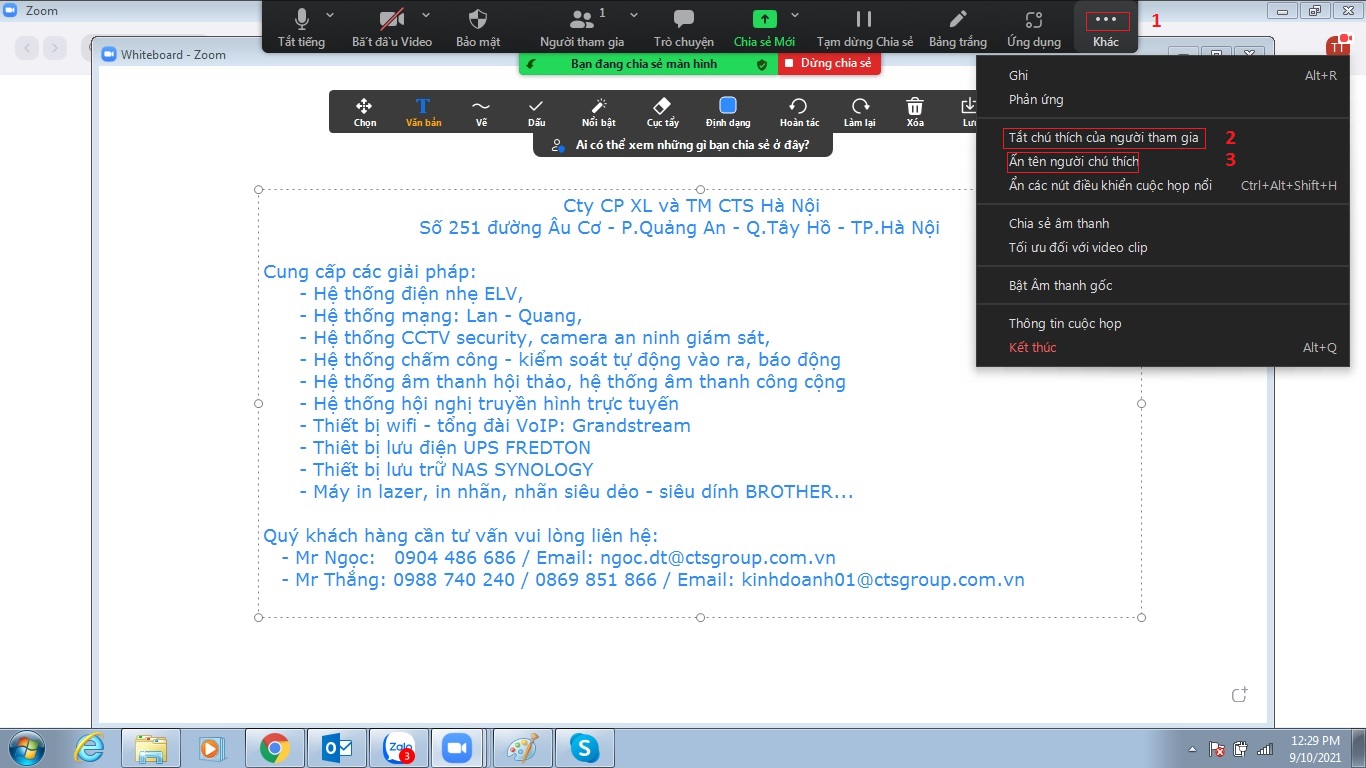 Zoom
Tắt tiếng
Bắt đầu Video
Bảo mật
1
Người tham gia
Trò chuyện
Chia sẻ Mới
Tạm dừng Chia sẻ
Bảng trắng
Ứng dụng
Khác
1
Whiteboard - Zoom
Bạn đang chia sẻ màn hình
Dừng chia sẻ
TT
Chọn
T
Văn bản
Vẽ
Dấu
Nổi bật
Cục tẩy
Định dạng
Hoàn tác
Làm lại
Xóa
Lư
Ai có thể xem những gì bạn chia sẻ ở đây?
Ghi Alt+R
Phản ứng
Tắt chú thích của người tham gia 2
Ẩn tên người chú thích 3
Ẩn các nút điều khiển cuộc họp nổi Ctrl+Alt+Shift+H
Chia sẻ âm thanh
Tối ưu đối với video clip
Bật Âm thanh gốc
Thông tin cuộc họp
Kết thúc Alt+Q
Cty CP XL và TM CTS Hà Nội
Số 251 đường Âu Cơ - P.Quảng An - Q.Tây Hồ - TP.Hà Nội
Cung cấp các giải pháp:
- Hệ thống điện nhẹ ELV,
- Hệ thống mạng: Lan - Quang,
- Hệ thống CCTV security, camera an ninh giám sát,
- Hệ thống chấm công - kiểm soát tự động vào ra, báo động
- Hệ thống âm thanh hội thảo, hệ thống âm thanh công cộng
- Hệ thống hội nghị truyền hình trực tuyến
- Thiết bị wifi - tổng đài VoIP: Grandstream
- Thiêt bị lưu điện UPS FREDTON
- Thiết bị lưu trữ NAS SYNOLOGY
- Máy in lazer, in nhãn, nhãn siêu dẻo - siêu dính BROTHER...
Quý khách hàng cần tư vấn vui lòng liên hệ:
- Mr Ngọc: 0904 486 686 / Email: ngoc.dt@ctsgroup.com.vn
- Mr Thắng: 0988 740 240 / 0869 851 866 / Email: kinhdoanh01@ctsgroup.com.vn
Zalo
3
12:29 PM
9/10/2021